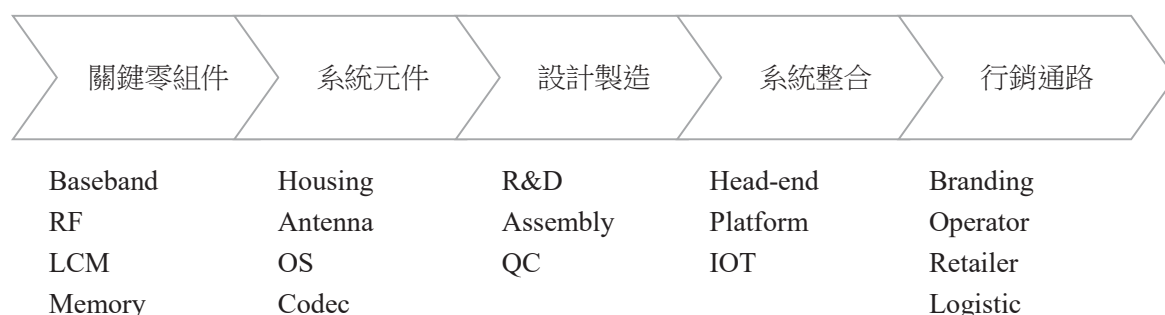 關鍵零組件 系統元件 設計製造 系統整合 行銷通路
Baseband Housing R&D Head-end Branding
RF Antenna Assembly Platform Operator
LCM OS QC IOT Retailer
Memory Codec Logistic